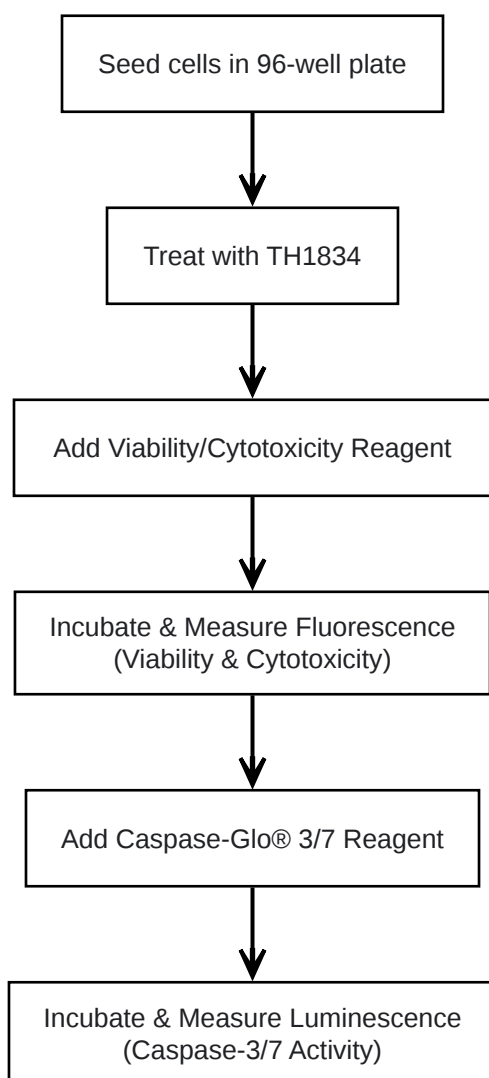 Seed cells in 96-well plate
Treat with TH1834
Add Viability/Cytotoxicity Reagent
Incubate & Measure Fluorescence
(Viability & Cytotoxicity)
Add Caspase-Glo® 3/7 Reagent
Incubate & Measure Luminescence
(Caspase-3/7 Activity)